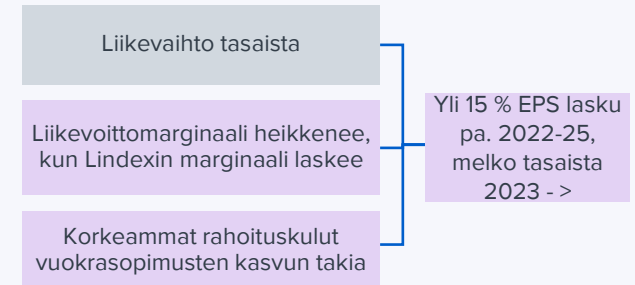 Liikevaihto tasaista
Liikevoittomarginaali heikkenee,
kun Lindexin marginaali laskee
Korkeammat rahoituskulut
vuokrasopimusten kasvun takia
Yli 15 % EPS lasku
pa. 2022-25,
melko tasaista
2023 - >